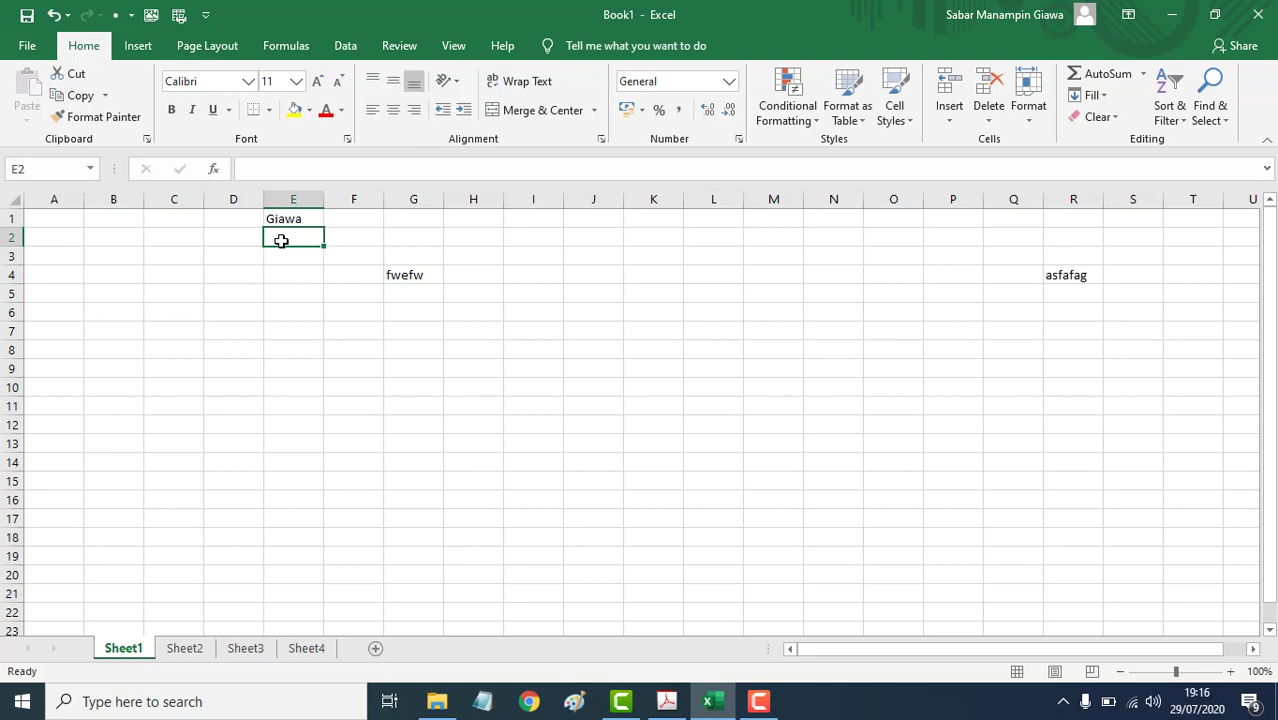 Book1 - Excel
Sabar Manampin Giawa
File Home Insert Page Layout Formulas Data Review View Help Tell me what you want to do Share
Paste
Cut
Copy
Format Painter
Clipboard
Calibri 11
B I U
Font
Wrap Text
Merge & Center
Alignment
General
%
Number
Conditional Formatting
Format as Table
Cell Styles
Styles
Insert
Delete
Format
Cells
AutoSum
Fill
Clear
Sort & Filter
Find & Select
Editing
E2
fx
A B C D E F G H I J K L M N O P Q R S T U
1 Giawa
2
3
4 fwefw asfafag
5
6
7
8
9
10
11
12
13
14
15
16
17
18
19
20
21
22
23
Sheet1 Sheet2 Sheet3 Sheet4
Ready
100%
Type here to search
19:16
29/07/2020
9